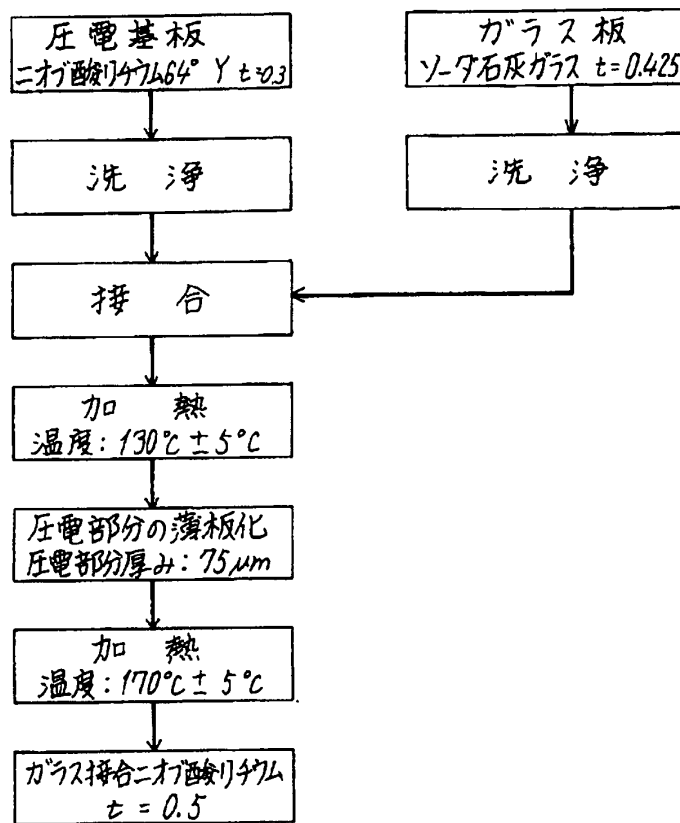 圧電基板
ニオブ酸リチウム64° Y t=0.3
ガラス板
ソーダ石灰ガラス t=0.425
洗 浄
洗 浄
接 合
加 熱
温度:130℃±5℃
圧電部分の薄板化
圧電部分厚み:75μm
加 熱
温度:170℃±5℃
ガラス接合ニオブ酸リチウム
t=0.5